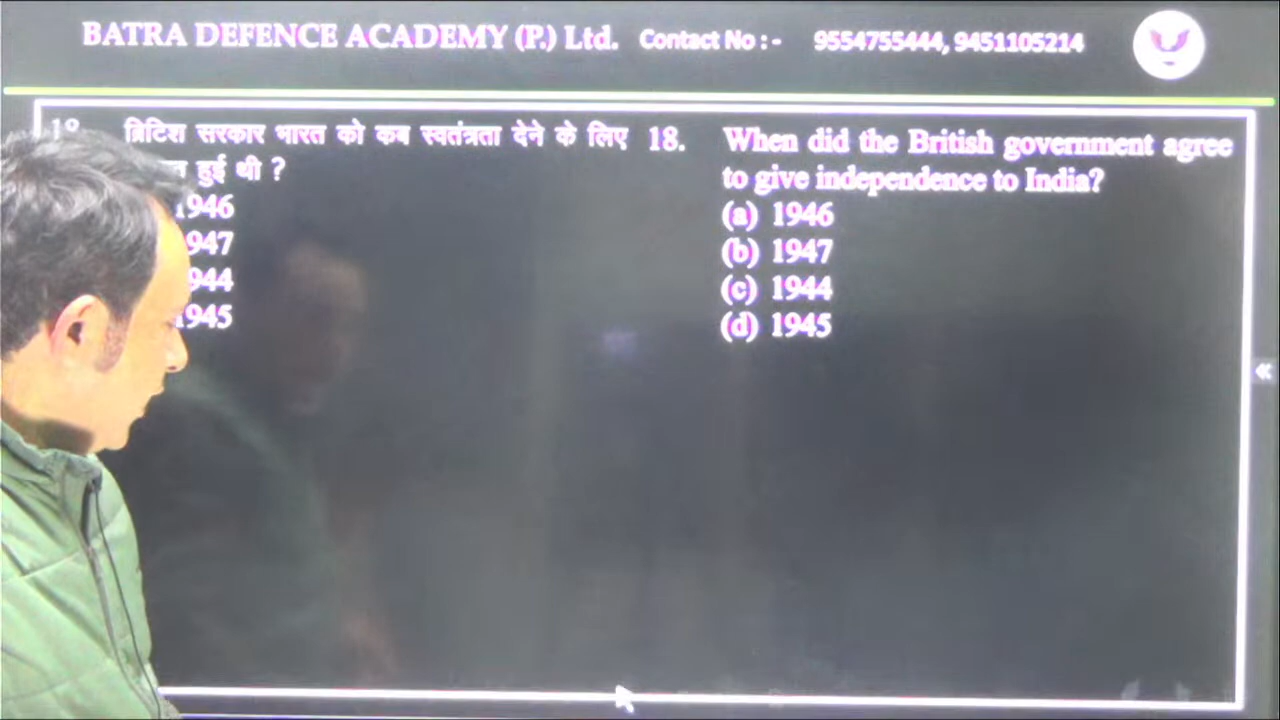 BATRA DEFENCE ACADEMY (P.) Ltd. Contact No :- 9554755444, 9451105214
ब्रिटिश सरकार भारत को कब स्वतंत्रता देने के लिए
हुई थी ?
1946
947
944
1945
18. When did the British government agree
to give independence to India?
(a) 1946
(b) 1947
(c) 1944
(d) 1945